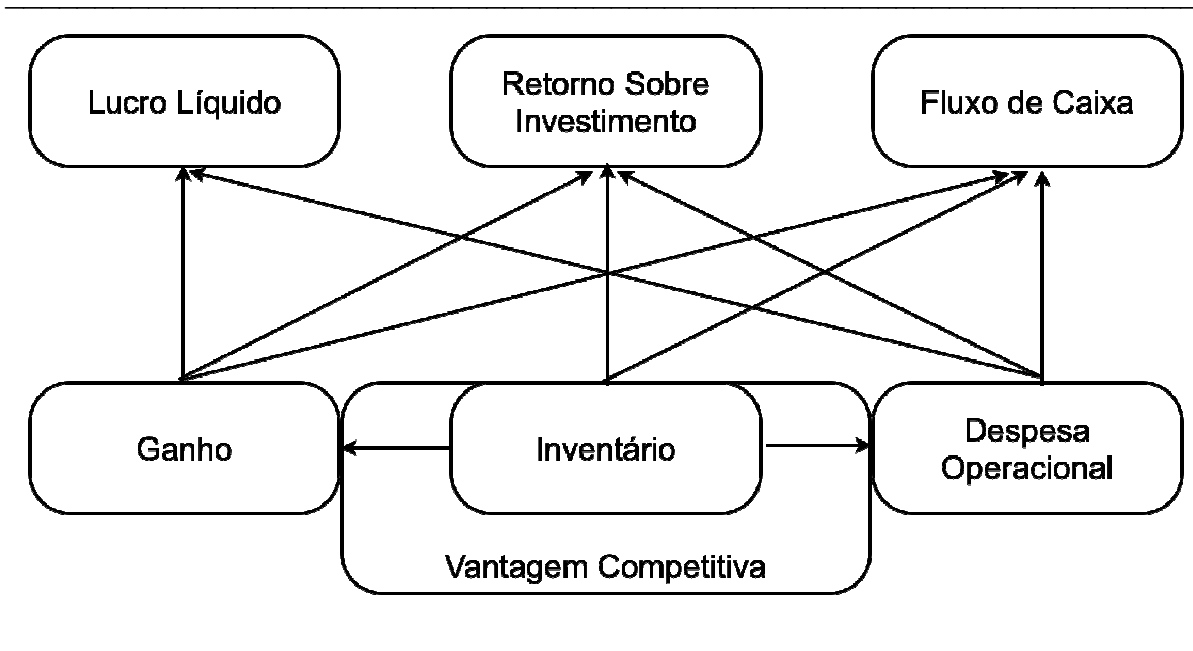 Lucro Líquido
Retorno Sobre
Investimento
Fluxo de Caixa
Ganho
Inventário
Despesa
Operacional
Vantagem Competitiva